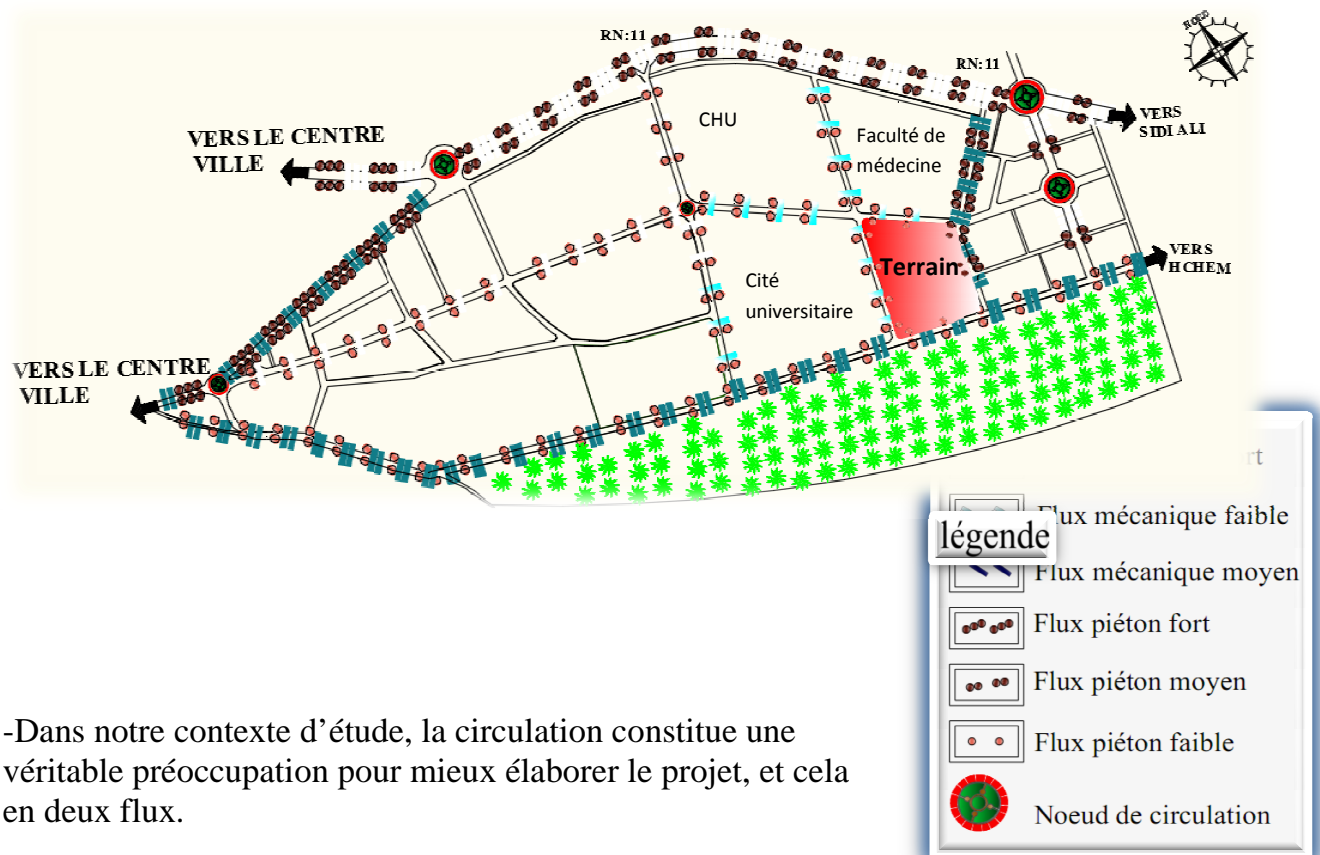 NORD
RN:11
RN:11
CHU
VERS
SIDI ALI
VERS LE CENTRE
VILLE
Faculté de
médecine
VERS
HCHEM
Terrain
Cité
universitaire
VERS LE CENTRE
VILLE
rt
Flux mécanique faible
légende
Flux mécanique moyen
Flux piéton fort
Flux piéton moyen
Flux piéton faible
Noeud de circulation
-Dans notre contexte d’étude, la circulation constitue une
véritable préoccupation pour mieux élaborer le projet, et cela
en deux flux.